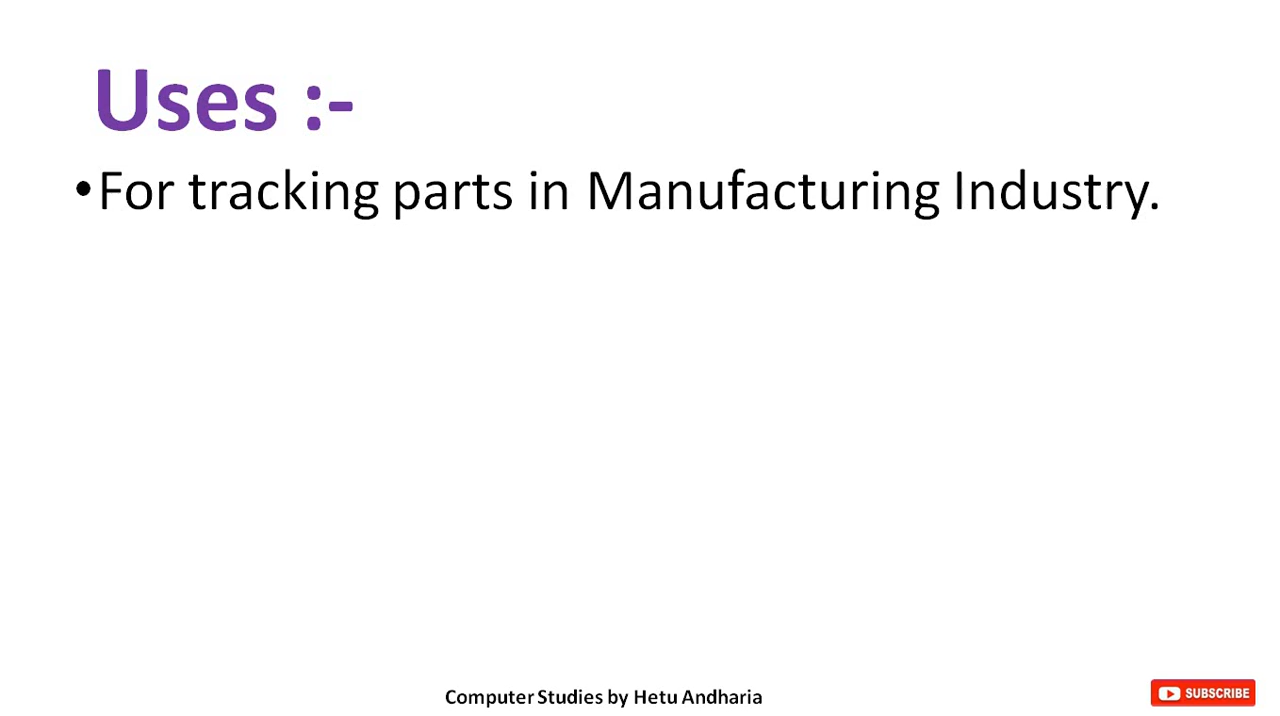 Uses :-
•For tracking parts in Manufacturing Industry.
Computer Studies by Hetu Andharia
SUBSCRIBE